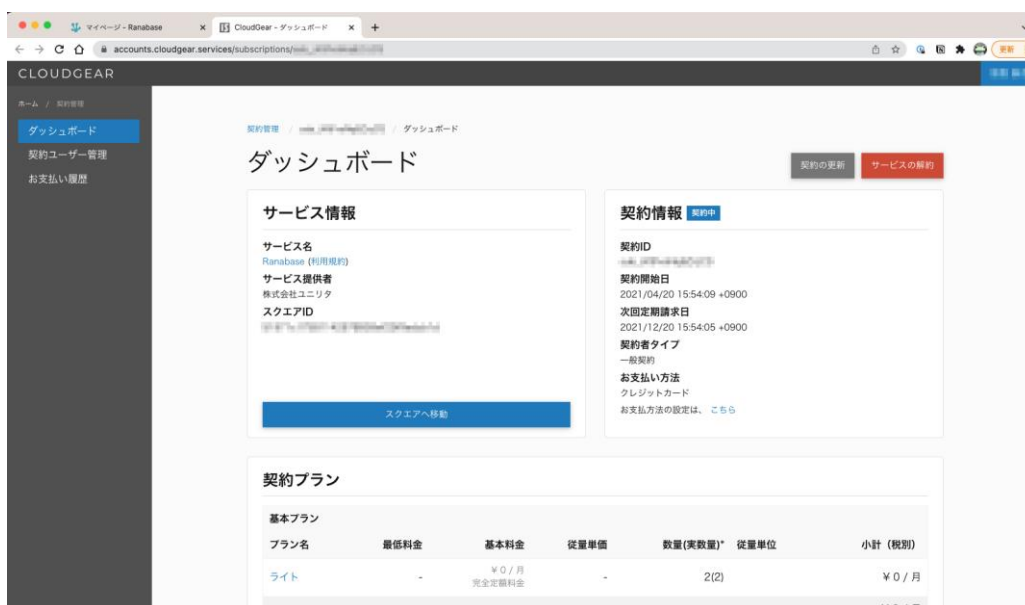 マイページ - Ranabase
CloudGear - ダッシュボード
accounts.cloudgear.services/subscriptions/
更新
CLOUDGEAR
ホーム / 契約管理
ダッシュボード
契約ユーザー管理
お支払い履歴
契約管理 / / ダッシュボード
ダッシュボード
契約の更新
サービスの解約
サービス情報
サービス名
Ranabase (利用規約)
サービス提供者
株式会社ユニリタ
スクエアID
スクエアへ移動
契約情報 契約中
契約ID
契約開始日
2021/04/20 15:54:09 +0900
次回定期請求日
2021/12/20 15:54:05 +0900
契約者タイプ
一般契約
お支払い方法
クレジットカード
お支払方法の設定は、 こちら
契約プラン
基本プラン
プラン名 最低料金 基本料金 従量単価 数量(実数量)* 従量単位 小計（税別）
ライト - ￥0 / 月 - 2(2) ￥0 / 月
完全定額料金